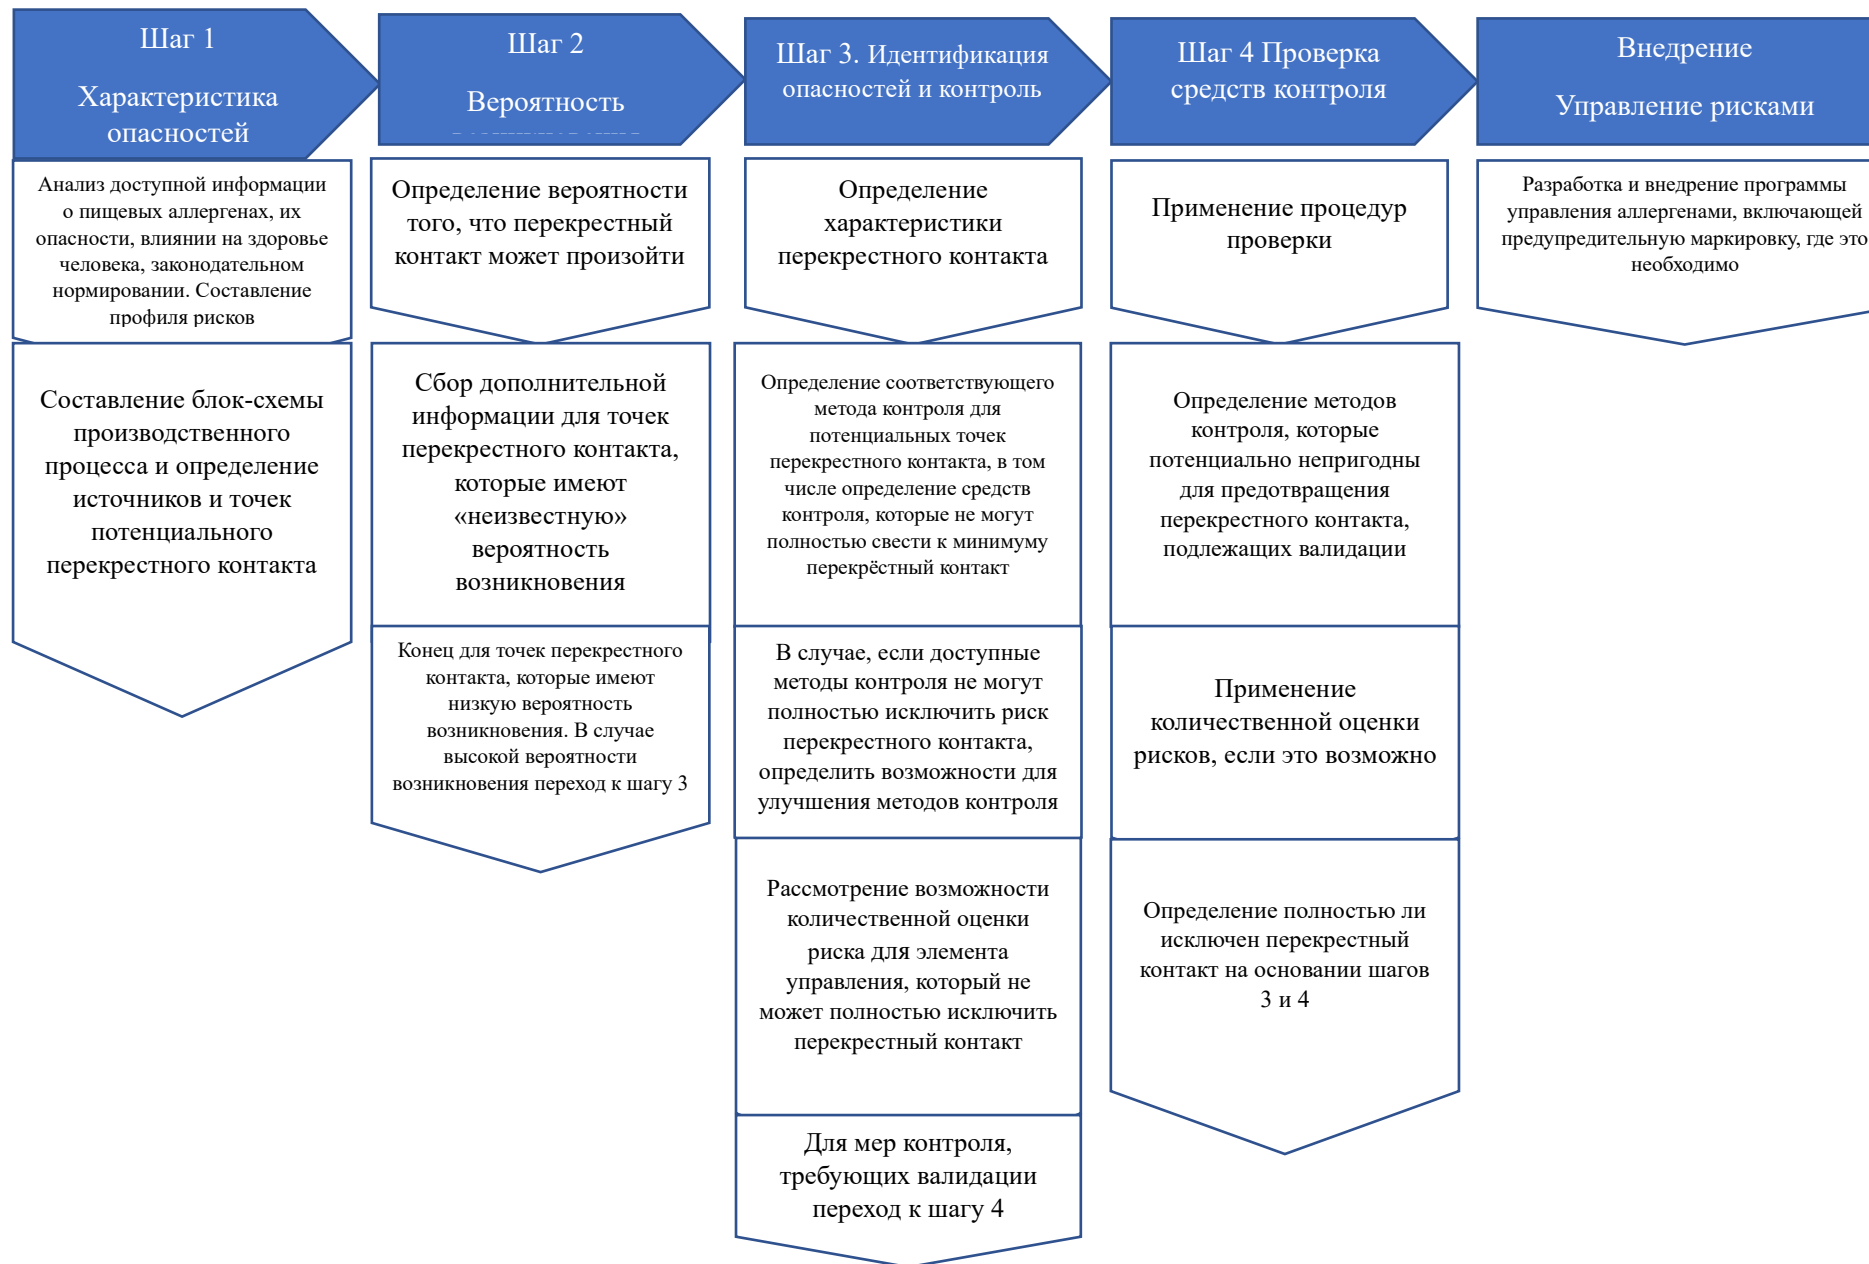 Шаг 1
Характеристика
опасностей
Шаг 2
Вероятность
Шаг 3. Идентификация
опасностей и контроль
Шаг 4 Проверка
средств контроля
Внедрение
Управление рисками
Анализ доступной информации
о пищевых аллергенах, их
опасности, влиянии на здоровье
человека, законодательном
нормировании. Составление
профиля рисков
Составление блок-схемы
производственного
процесса и определение
источников и точек
потенциального
перекрестного контакта
Определение вероятности
того, что перекрестный
контакт может произойти
Сбор дополнительной
информации для точек
перекрестного контакта,
которые имеют
«неизвестную»
вероятность
возникновения
Конец для точек перекрестного
контакта, которые имеют
низкую вероятность
возникновения. В случае
высокой вероятности
возникновения переход к шагу 3
Определение
характеристики
перекрестного контакта
Определение соответствующего
метода контроля для
потенциальных точек
перекрестного контакта, в том
числе определение средств
контроля, которые не могут
полностью свести к минимуму
перекрёстный контакт
В случае, если доступные
методы контроля не могут
полностью исключить риск
перекрестного контакта,
определить возможности для
улучшения методов контроля
Рассмотрение возможности
количественной оценки
риска для элемента
управления, который не
может полностью исключить
перекрестный контакт
Для мер контроля,
требующих валидации
переход к шагу 4
Применение процедур
проверки
Определение методов
контроля, которые
потенциально непригодны
для предотвращения
перекрестного контакта,
подлежащих валидации
Применение
количественной оценки
рисков, если это возможно
Определение полностью ли
исключен перекрестный
контакт на основании шагов
3 и 4
Разработка и внедрение программы
управления аллергенами, включающей
предупредительную маркировку, где это
необходимо